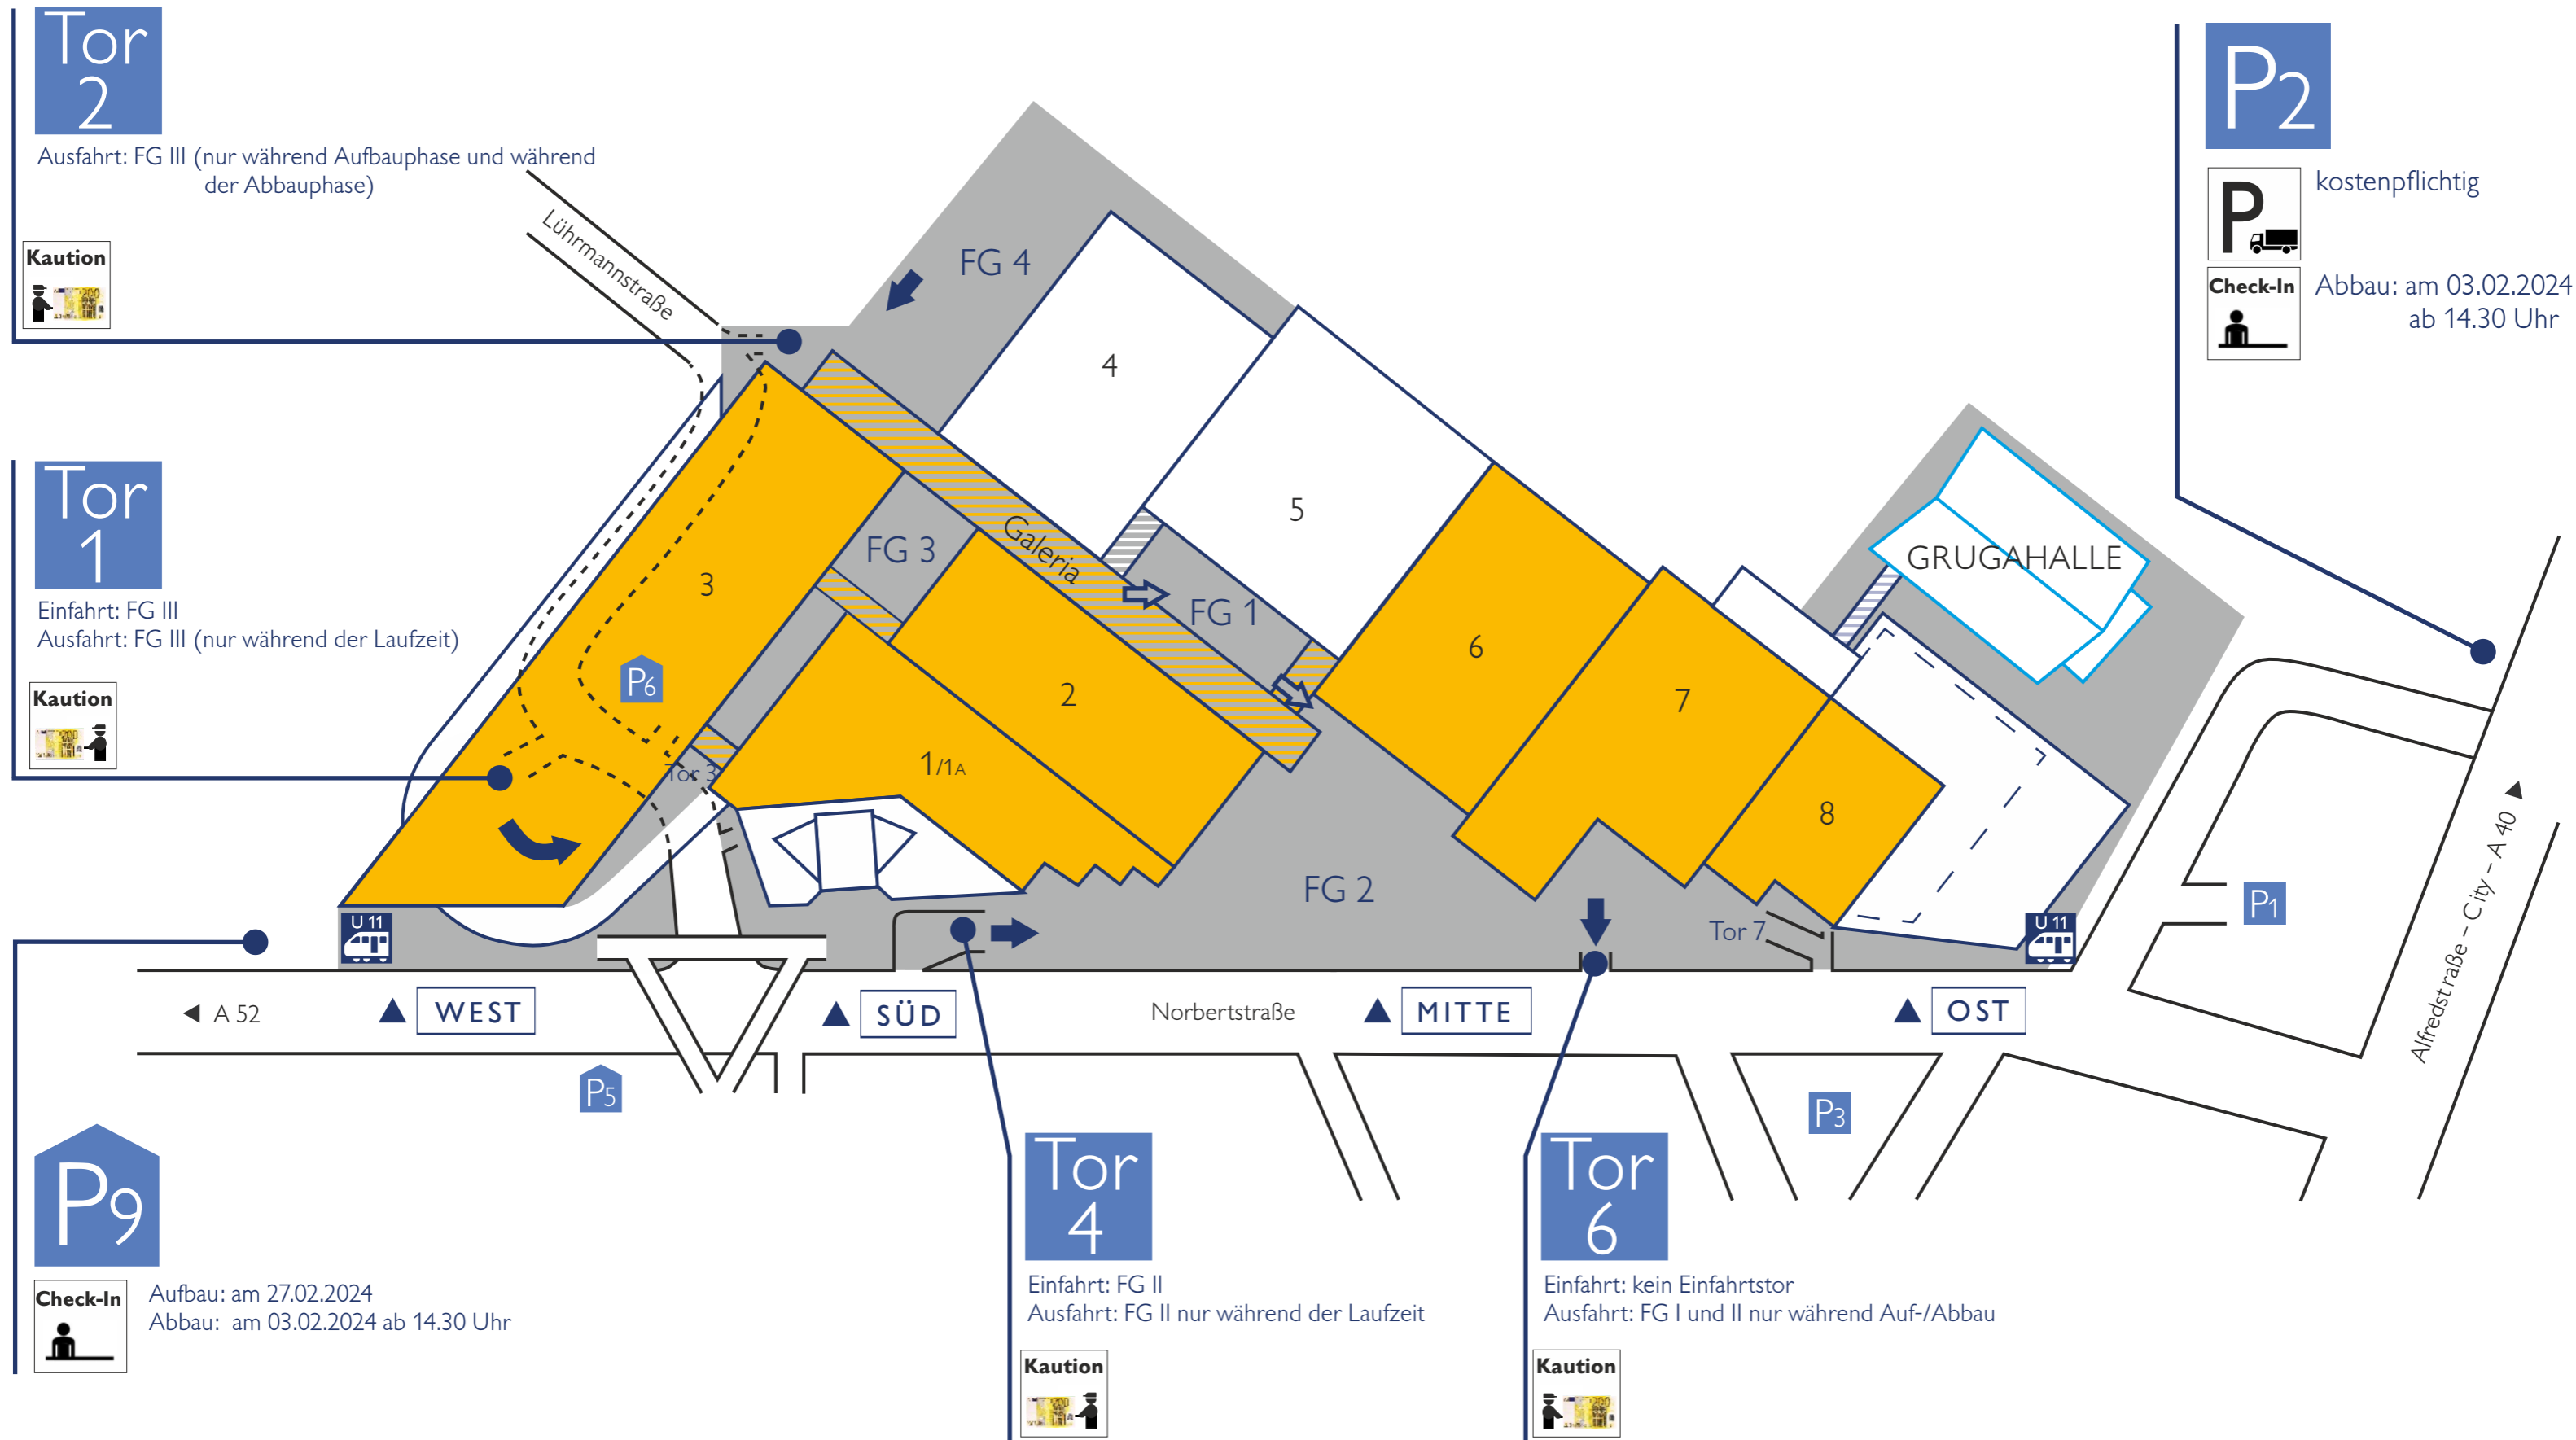 Tor
2
Ausfahrt: FG III (nur während Aufbauphase und während
der Abbauphase)
Kaution
Lührmannstraße
P2
P
kostenpflichtig
Check-In
Abbau: am 03.02.2024
ab 14.30 Uhr
Tor
1
Einfahrt: FG III
Ausfahrt: FG III (nur während der Laufzeit)
Kaution
FG 4
4
5
Galeria
FG 3
3
FG 1
GRUGAHALLE
6
P6
2
7
1/1A
Tor 3
8
FG 2
Tor 7
U 11
U 11
P1
Alfredstraße – City – A 40
A 52
WEST
SÜD
Norbertstraße
MITTE
OST
P5
P3
P9
Check-In
Aufbau: am 27.02.2024
Abbau: am 03.02.2024 ab 14.30 Uhr
Tor
4
Einfahrt: FG II
Ausfahrt: FG II nur während der Laufzeit
Kaution
Tor
6
Einfahrt: kein Einfahrtstor
Ausfahrt: FG I und II nur während Auf-/Abbau
Kaution